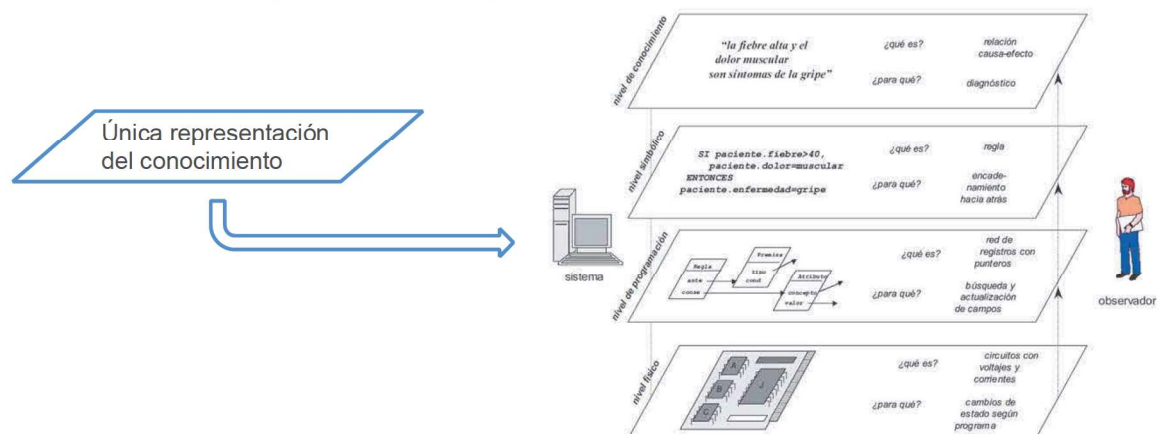 Única representación
del conocimiento
sistema
observador
nivel de conocimiento
"la fiebre alta y el
dolor muscular
son síntomas de la gripe"
¿qué es?
relación
causa-efecto
¿para qué?
diagnóstico
nivel simbólico
SI paciente.fiebre>40,
paciente.dolor=muscular
ENTONCES
paciente.enfermedad=gripe
¿qué es?
regla
¿para qué?
encade-
namiento
hacia atrás
nivel de programación
Regla
ante
conse
Premisa
cond
Atributo
concepto
valor
¿qué es?
red de
registros con
punteros
¿para qué?
búsqueda y
actualización
de campos
nivel físico
A
B
C
J
¿qué es?
circuitos con
voltajes y
corrientes
¿para qué?
cambios de
estado según
programa